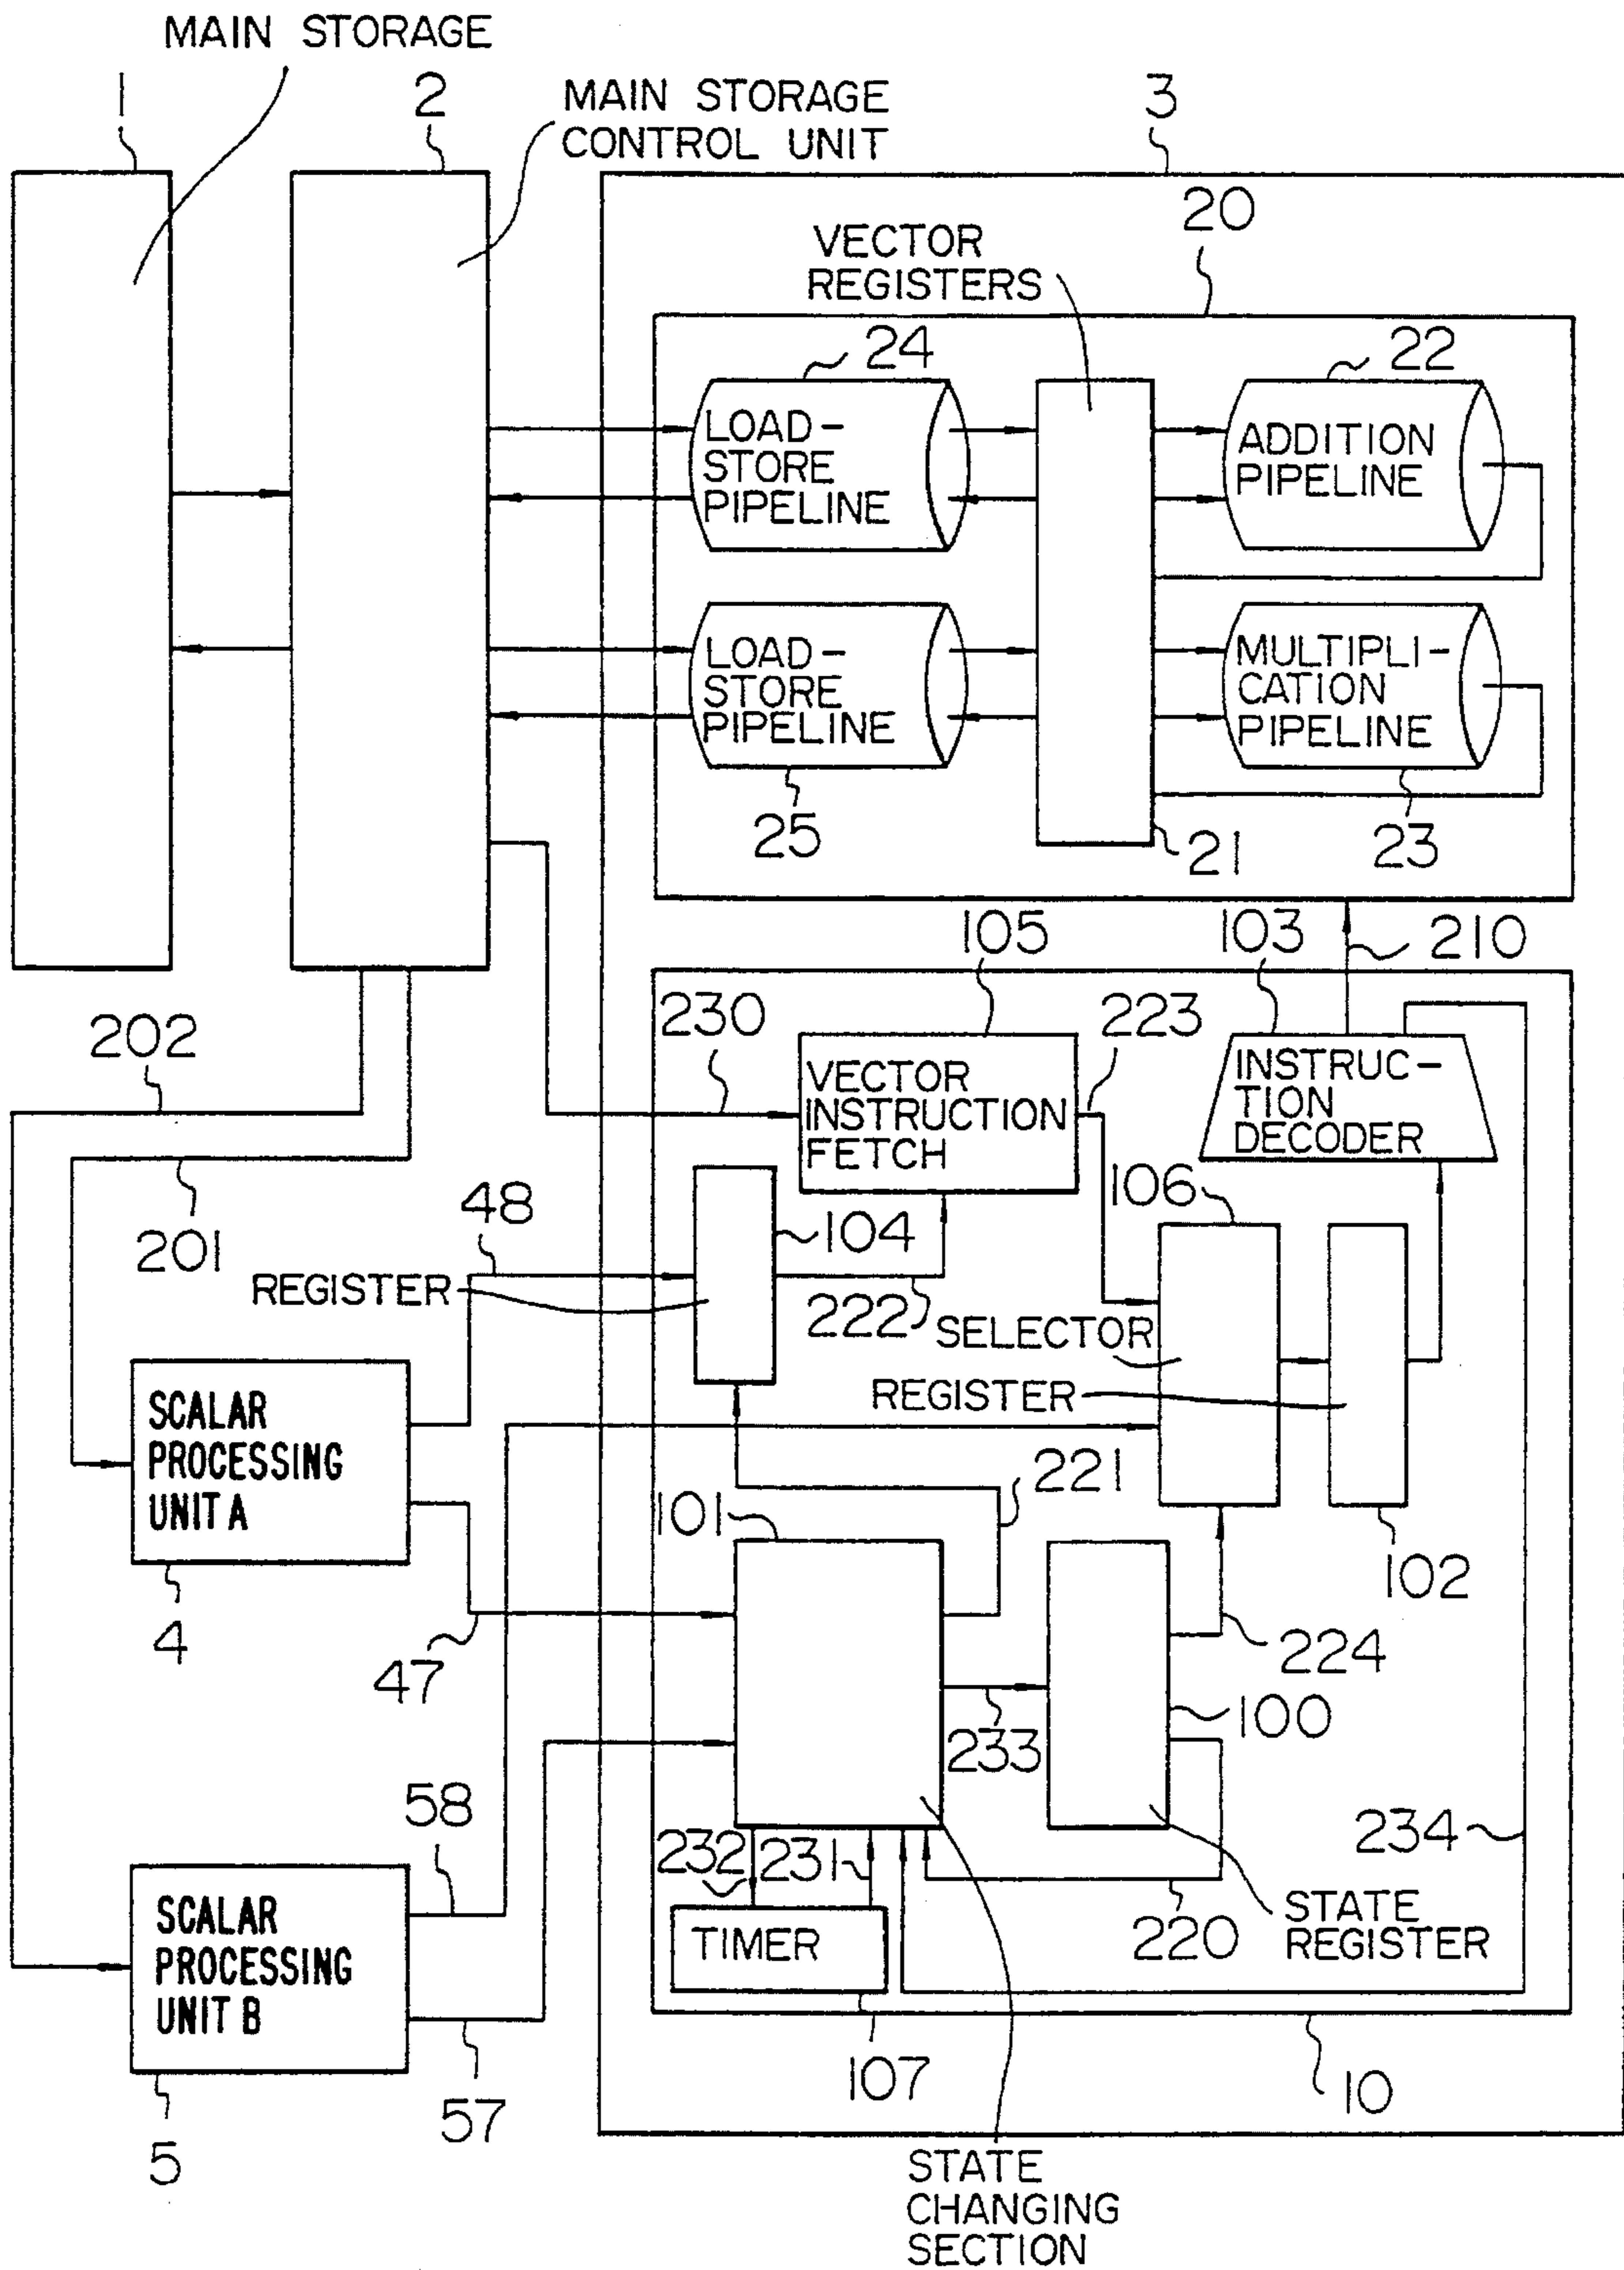 MAIN STORAGE
1
2
MAIN STORAGE
CONTROL UNIT
3
20
VECTOR
REGISTERS
24
22
LOAD-
STORE
PIPELINE
ADDITION
PIPELINE
LOAD-
STORE
PIPELINE
MULTIPLI-
CATION
PIPELINE
25
21
23
105
103
210
202
230
223
VECTOR
INSTRUCTION
FETCH
INSTRUC-
TION
DECODER
201
48
104
106
REGISTER
222
SELECTOR
REGISTER
SCALAR
PROCESSING
UNIT A
221
101
102
4
47
224
100
233
58
232
231
234
SCALAR
PROCESSING
UNIT B
TIMER
220
STATE
REGISTER
107
10
57
5
STATE
CHANGING
SECTION